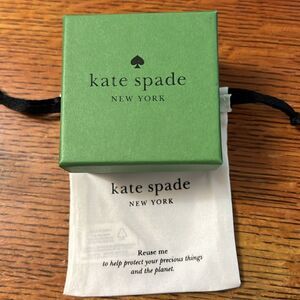 kate spade
NEW YORK
kate spade
NEW YORK
Reuse me
to help protect your precious things
and the planet.